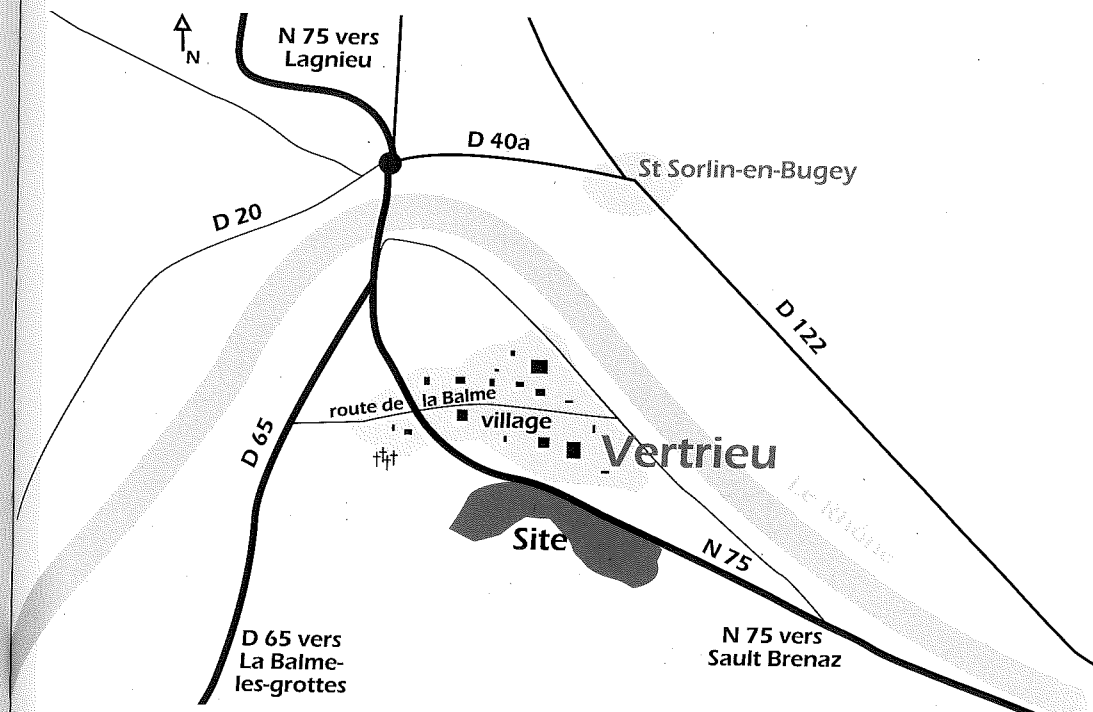 N
N 75 vers
Lagnieu
D 40a
St Sorlin-en-Bugey
D 20
D 122
route de la Balme
village
Vertrieu
D 65
Le Rhône
Site
N 75
D 65 vers
La Balme-
les-grottes
N 75 vers
Sault Brenaz